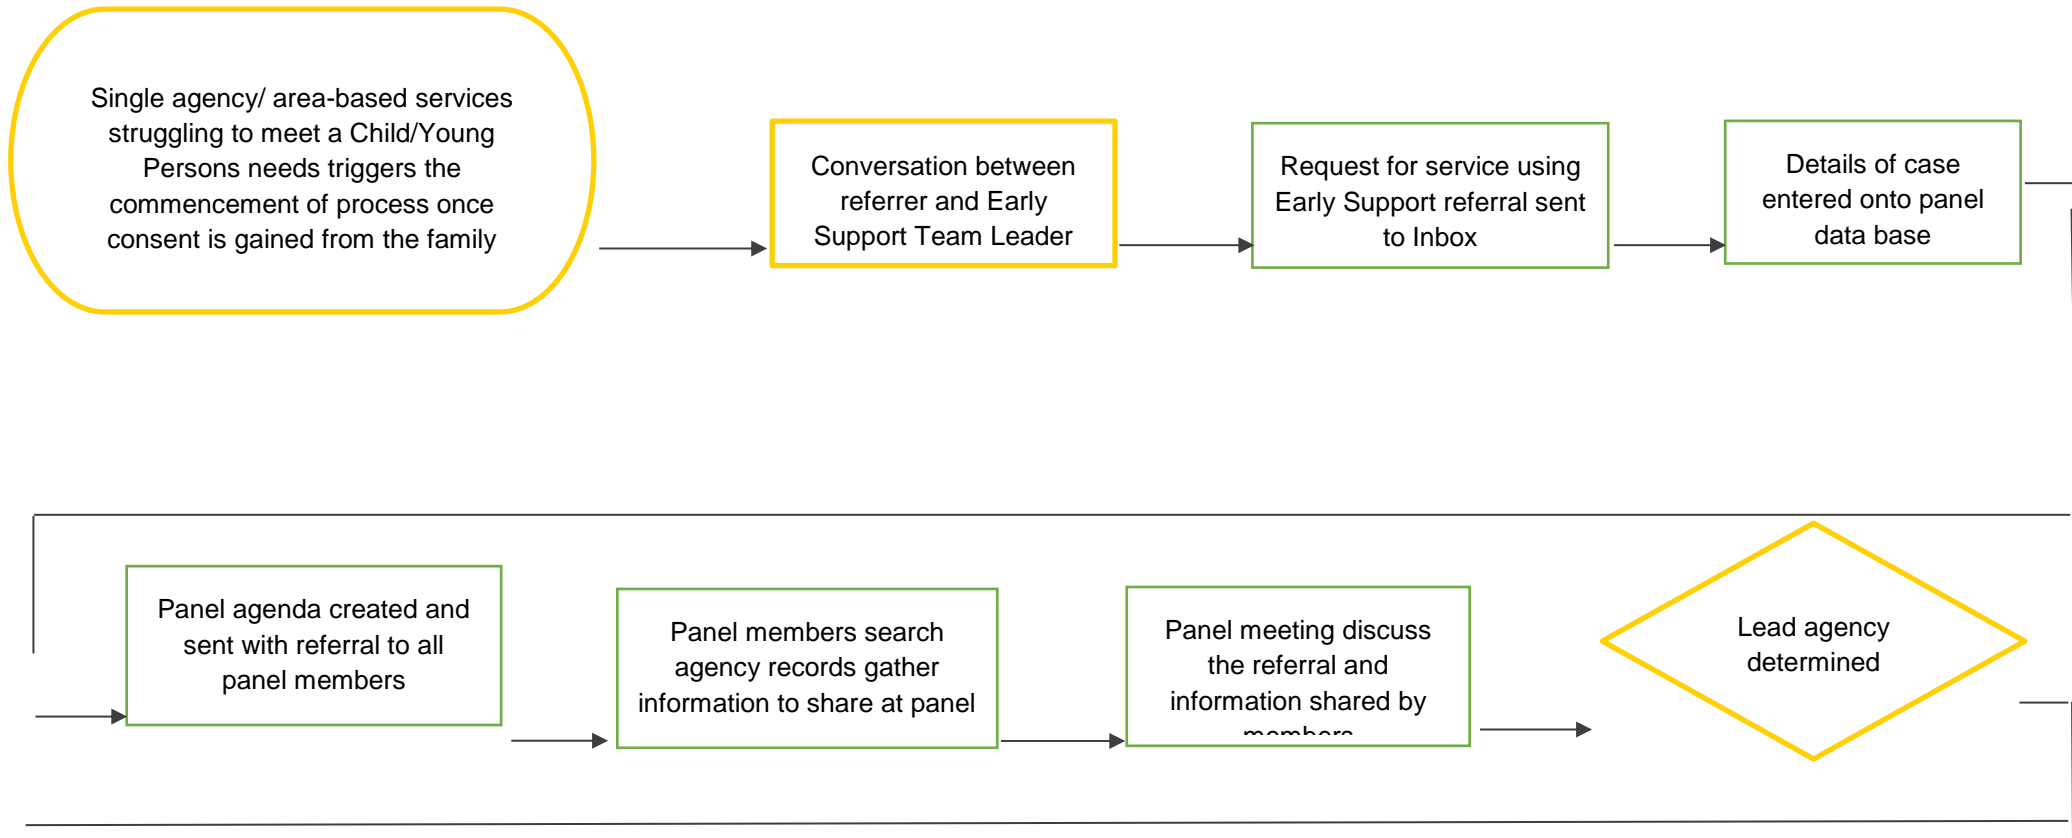 Single agency/ area-based services
struggling to meet a Child/Young
Persons needs triggers the
commencement of process once
consent is gained from the family
Conversation between
referrer and Early
Support Team Leader
Request for service using
Early Support referral sent
to Inbox
Details of case
entered onto panel
data base
Panel agenda created and
sent with referral to all
panel members
Panel members search
agency records gather
information to share at panel
Panel meeting discuss
the referral and
information shared by
members
Lead agency
determined